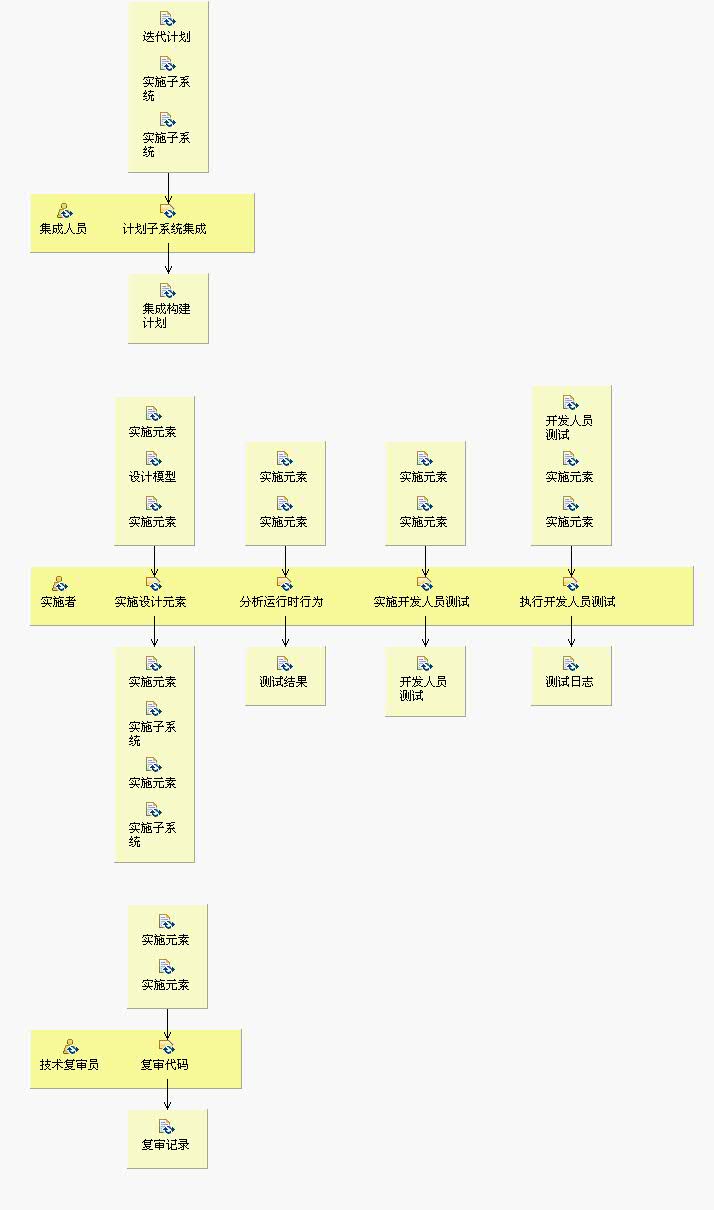 迭代计划
实施子系
统
实施子系
统
集成人员
计划子系统集成
集成构建
计划
实施元素
设计模型
实施元素
实施元素
实施元素
实施元素
实施元素
开发人员
测试
实施元素
实施元素
实施者
实施设计元素
分析运行时行为
实施开发人员测试
执行开发人员测试
实施元素
实施子系
统
实施元素
实施子系
统
测试结果
开发人员
测试
测试日志
实施元素
实施元素
技术复审员
复审代码
复审记录